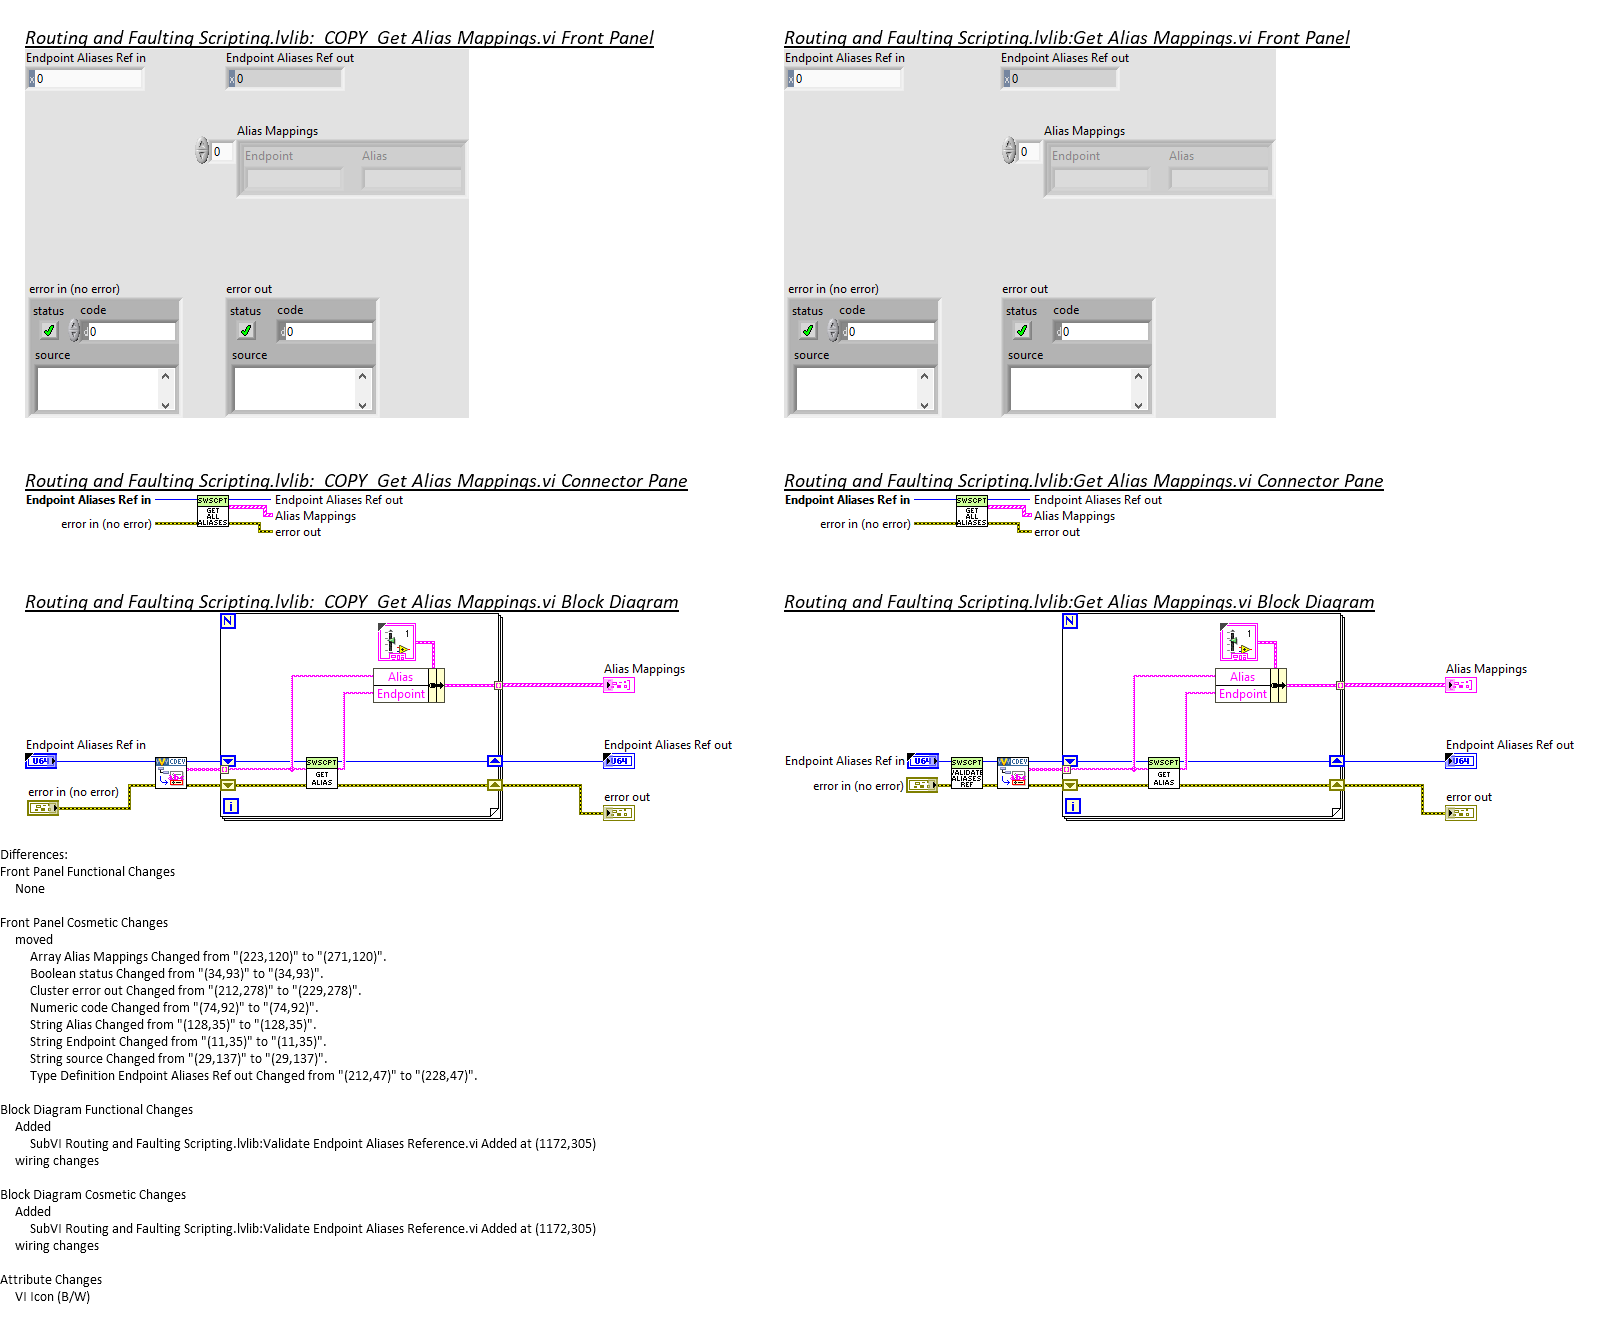 Routing and Faulting Scripting.lvlib:_COPY_Get Alias Mappings.vi Front Panel
Endpoint Aliases Ref in
Endpoint Aliases Ref out
x 0
x 0
Alias Mappings
0
Endpoint
Alias
error in (no error)
error out
status
code
status
code
d 0
d 0
source
source
Routing and Faulting Scripting.lvlib:Get Alias Mappings.vi Front Panel
Endpoint Aliases Ref in
Endpoint Aliases Ref out
x 0
x 0
Alias Mappings
0
Endpoint
Alias
error in (no error)
error out
status
code
status
code
d 0
d 0
source
source
Routing and Faulting Scripting.lvlib:_COPY_Get Alias Mappings.vi Connector Pane
Endpoint Aliases Ref in
SWSCPT
GET
ALL
ALIASES
Endpoint Aliases Ref out
Alias Mappings
error in (no error)
error out
Routing and Faulting Scripting.lvlib:Get Alias Mappings.vi Connector Pane
Endpoint Aliases Ref in
SWSCPT
GET
ALL
ALIASES
Endpoint Aliases Ref out
Alias Mappings
error in (no error)
error out
Routing and Faulting Scripting.lvlib:_COPY_Get Alias Mappings.vi Block Diagram
N
1
Alias
Endpoint
Alias Mappings
Endpoint Aliases Ref in
U64
CDEV
SWSCPT
GET
ALIAS
Endpoint Aliases Ref out
U64
error in (no error)
i
error out
Routing and Faulting Scripting.lvlib:Get Alias Mappings.vi Block Diagram
N
1
Alias
Endpoint
Alias Mappings
Endpoint Aliases Ref in
U64
SWSCPT
VALIDATE
ALIASES
REF
CDEV
SWSCPT
GET
ALIAS
Endpoint Aliases Ref out
U64
error in (no error)
i
error out
Differences:
Front Panel Functional Changes
None
Front Panel Cosmetic Changes
moved
Array Alias Mappings Changed from "(223,120)" to "(271,120)".
Boolean status Changed from "(34,93)" to "(34,93)".
Cluster error out Changed from "(212,278)" to "(229,278)".
Numeric code Changed from "(74,92)" to "(74,92)".
String Alias Changed from "(128,35)" to "(128,35)".
String Endpoint Changed from "(11,35)" to "(11,35)".
String source Changed from "(29,137)" to "(29,137)".
Type Definition Endpoint Aliases Ref out Changed from "(212,47)" to "(228,47)".
Block Diagram Functional Changes
Added
SubVI Routing and Faulting Scripting.lvlib:Validate Endpoint Aliases Reference.vi Added at (1172,305)
wiring changes
Block Diagram Cosmetic Changes
Added
SubVI Routing and Faulting Scripting.lvlib:Validate Endpoint Aliases Reference.vi Added at (1172,305)
wiring changes
Attribute Changes
VI Icon (B/W)